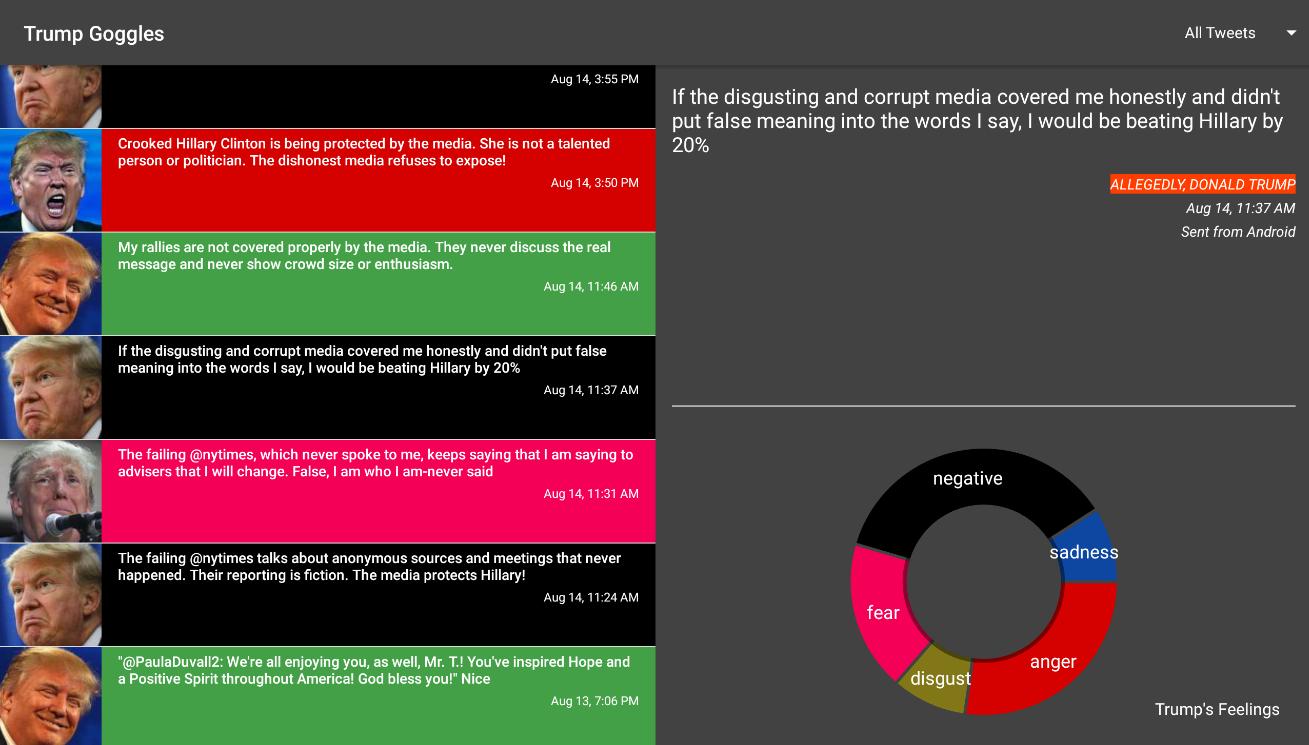 Trump Goggles
All Tweets
Aug 14, 3:55 PM
Crooked Hillary Clinton is being protected by the media. She is not a talented
person or politician. The dishonest media refuses to expose!
Aug 14, 3:50 PM
My rallies are not covered properly by the media. They never discuss the real
message and never show crowd size or enthusiasm.
Aug 14, 11:46 AM
If the disgusting and corrupt media covered me honestly and didn't put false
meaning into the words I say, I would be beating Hillary by 20%
Aug 14, 11:37 AM
The failing @nytimes, which never spoke to me, keeps saying that I am saying to
advisers that I will change. False, I am who I am-never said
Aug 14, 11:31 AM
The failing @nytimes talks about anonymous sources and meetings that never
happened. Their reporting is fiction. The media protects Hillary!
Aug 14, 11:24 AM
"@PaulaDuvall2: We're all enjoying you, as well, Mr. T.! You've inspired Hope and
a Positive Spirit throughout America! God bless you!" Nice
Aug 13, 7:06 PM
If the disgusting and corrupt media covered me honestly and didn't
put false meaning into the words I say, I would be beating Hillary by
20%
ALLEGEDLY, DONALD TRUMP
Aug 14, 11:37 AM
Sent from Android
negative
sadness
fear
anger
disgust
Trump's Feelings